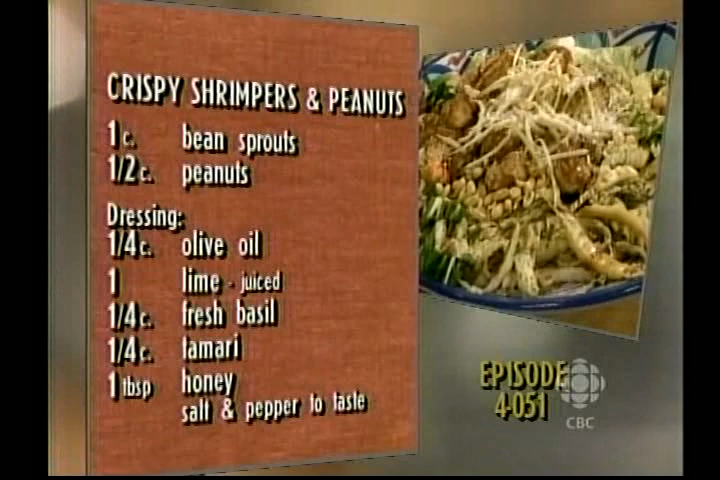 CRISPY SHRIMPERS & PEANUTS
1 c. bean sprouts
1/2 c. peanuts
Dressing:
1/4 c. olive oil
1 lime - juiced
1/4 c. fresh basil
1/4 c. tamari
1 tbsp honey
salt & pepper to taste
EPISODE
4-051
CBC